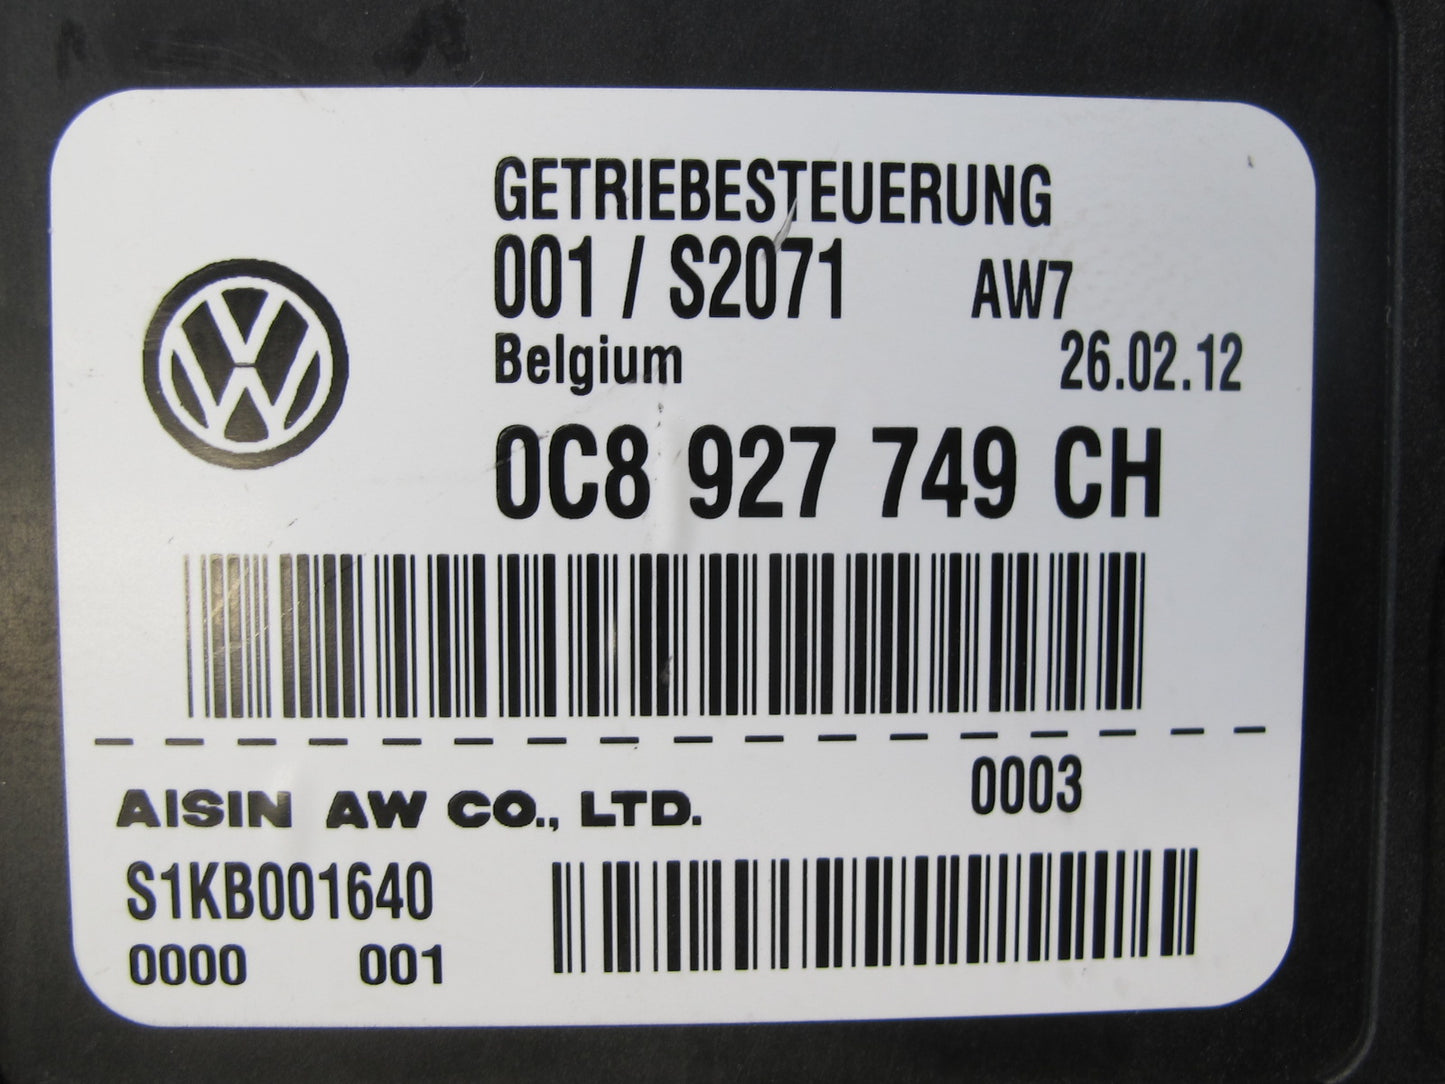 GETRIEBESTEUERUNG
001 / S2071 AW7
Belgium 26.02.12
0C8 927 749 CH
0003
AISIN AW CO., LTD.
S1KB001640
0000 001